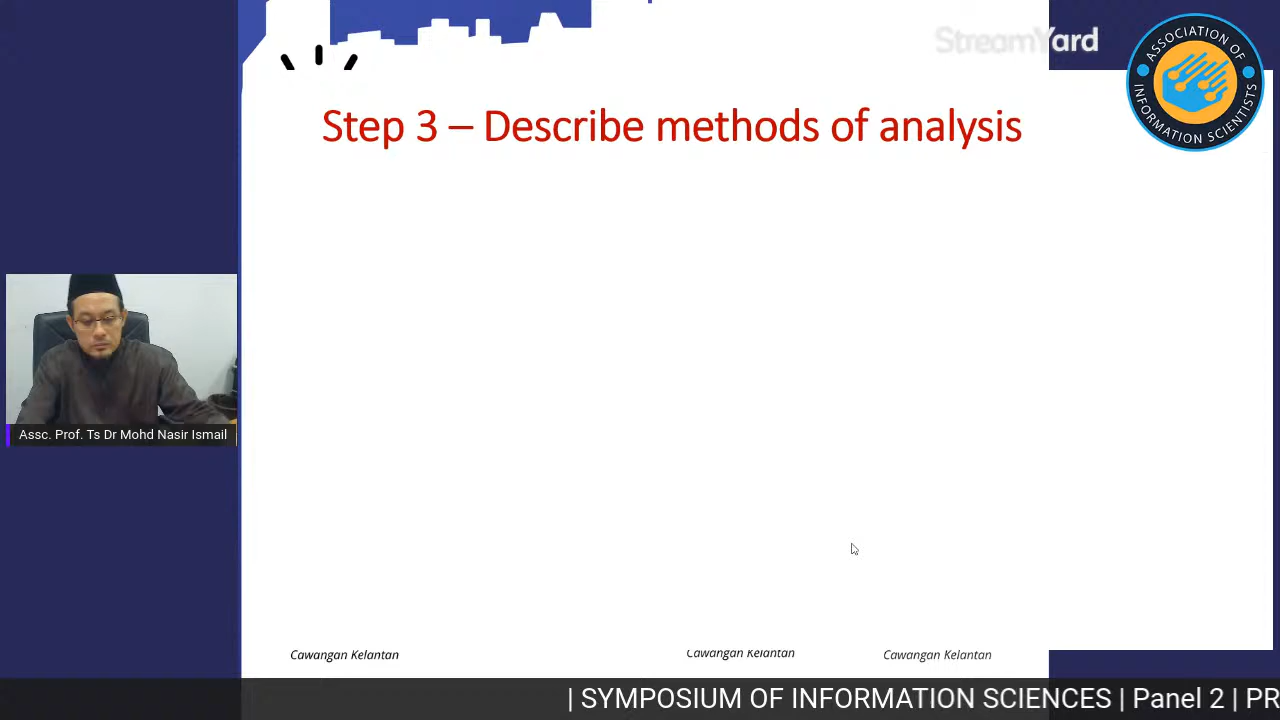 StreamYard
ASSOCIATION OF
INFORMATION SCIENTISTS
Step 3 – Describe methods of analysis
Assc. Prof. Ts Dr Mohd Nasir Ismail
Cawangan Kelantan
Cawangan Kelantan
Cawangan Kelantan
| SYMPOSIUM OF INFORMATION SCIENCES | Panel 2 | PR